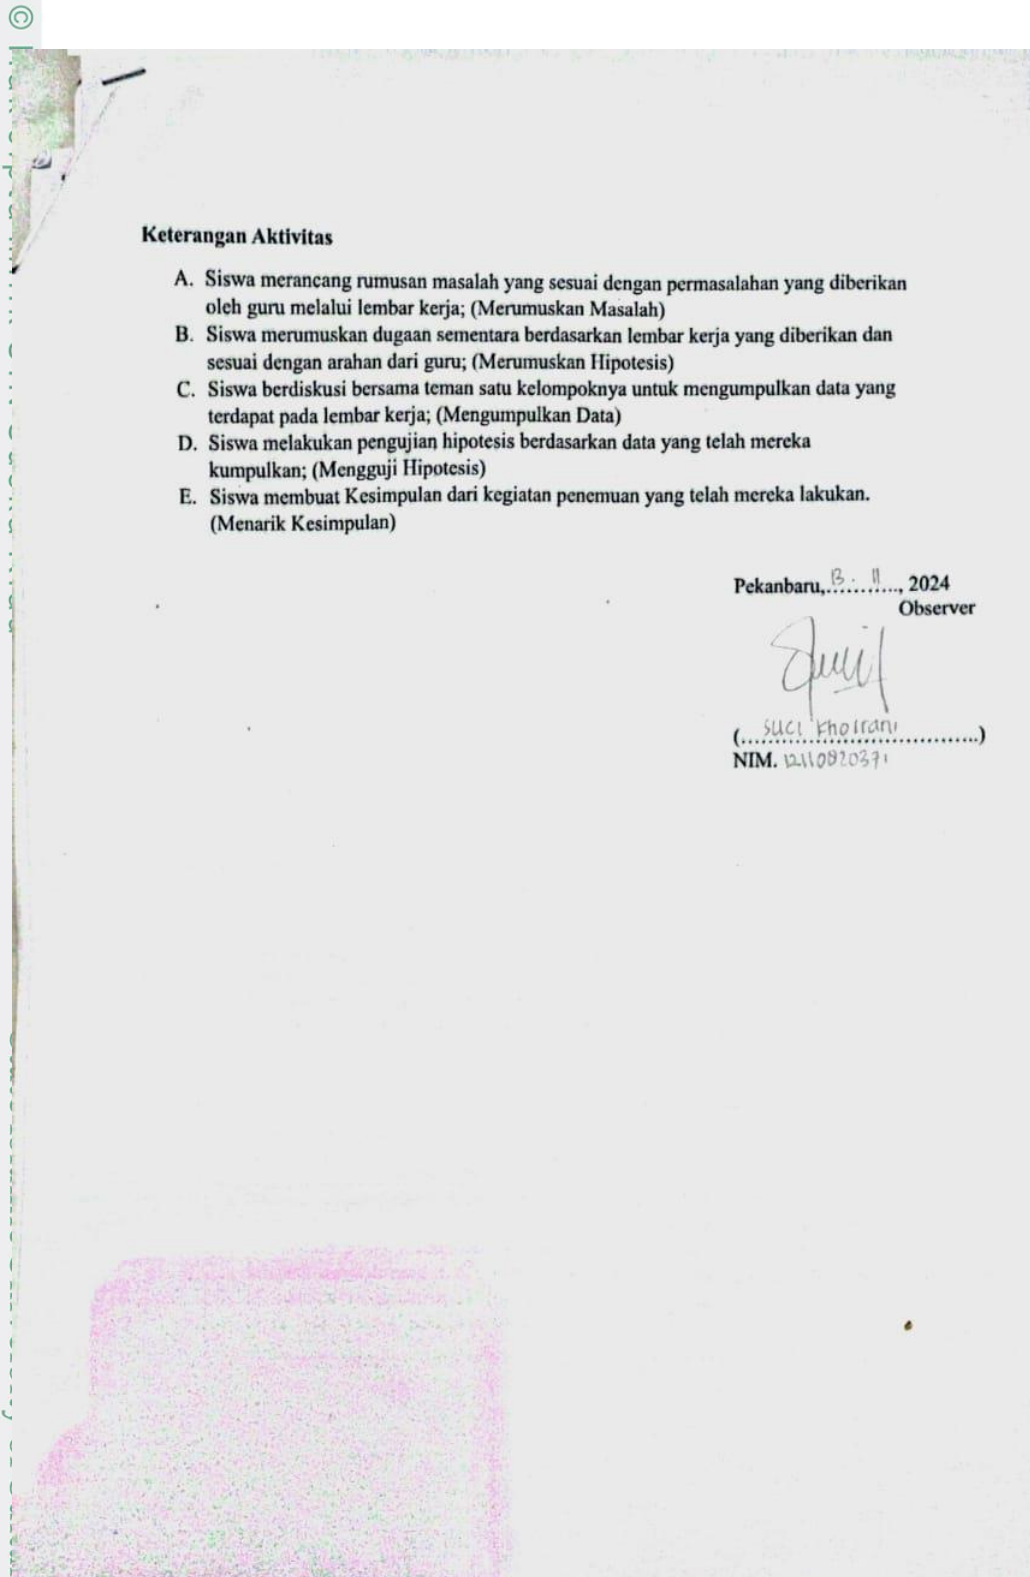 Keterangan Aktivitas
A. Siswa merancang rumusan masalah yang sesuai dengan permasalahan yang diberikan
oleh guru melalui lembar kerja; (Merumuskan Masalah)
B. Siswa merumuskan dugaan sementara berdasarkan lembar kerja yang diberikan dan
sesuai dengan arahan dari guru; (Merumuskan Hipotesis)
C. Siswa berdiskusi bersama teman satu kelompoknya untuk mengumpulkan data yang
terdapat pada lembar kerja; (Mengumpulkan Data)
D. Siswa melakukan pengujian hipotesis berdasarkan data yang telah mereka
kumpulkan; (Mengguji Hipotesis)
E. Siswa membuat Kesimpulan dari kegiatan penemuan yang telah mereka lakukan.
(Menarik Kesimpulan)
Pekanbaru, 13 . 11 , 2024
Observer
(Suci Khoirani)
NIM. 12110820371